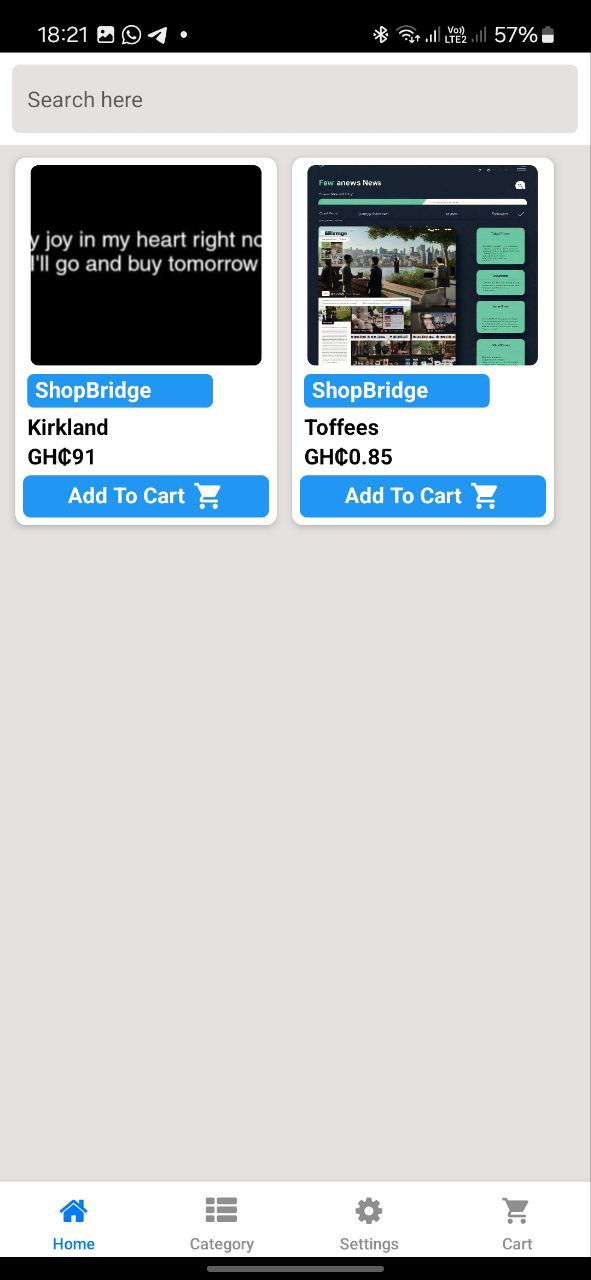 18:21
Vo))
LTE2
57%
Search here
y joy in my heart right no
I'll go and buy tomorrow
Few anews News
ShopBridge
ShopBridge
Kirkland
Toffees
GH₵91
GH₵0.85
Add To Cart
Add To Cart
Home
Category
Settings
Cart